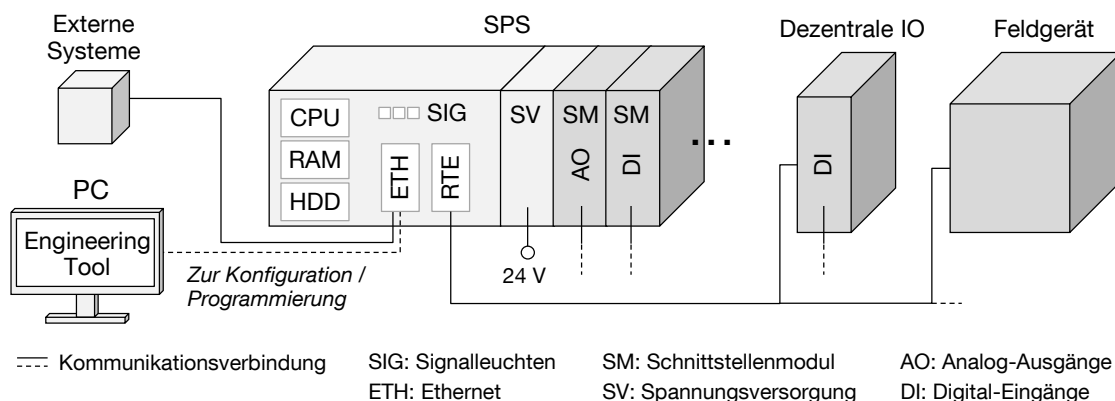 Externe
Systeme
SPS
Dezentrale IO
Feldgerät
CPU
SIG
SV
SM
SM
RAM
ETH
RTE
AO
DI
DI
HDD
PC
Engineering
Tool
Zur Konfiguration /
Programmierung
24 V
...
Kommunikationsverbindung
SIG: Signalleuchten
SM: Schnittstellenmodul
AO: Analog-Ausgänge
ETH: Ethernet
SV: Spannungsversorgung
DI: Digital-Eingänge